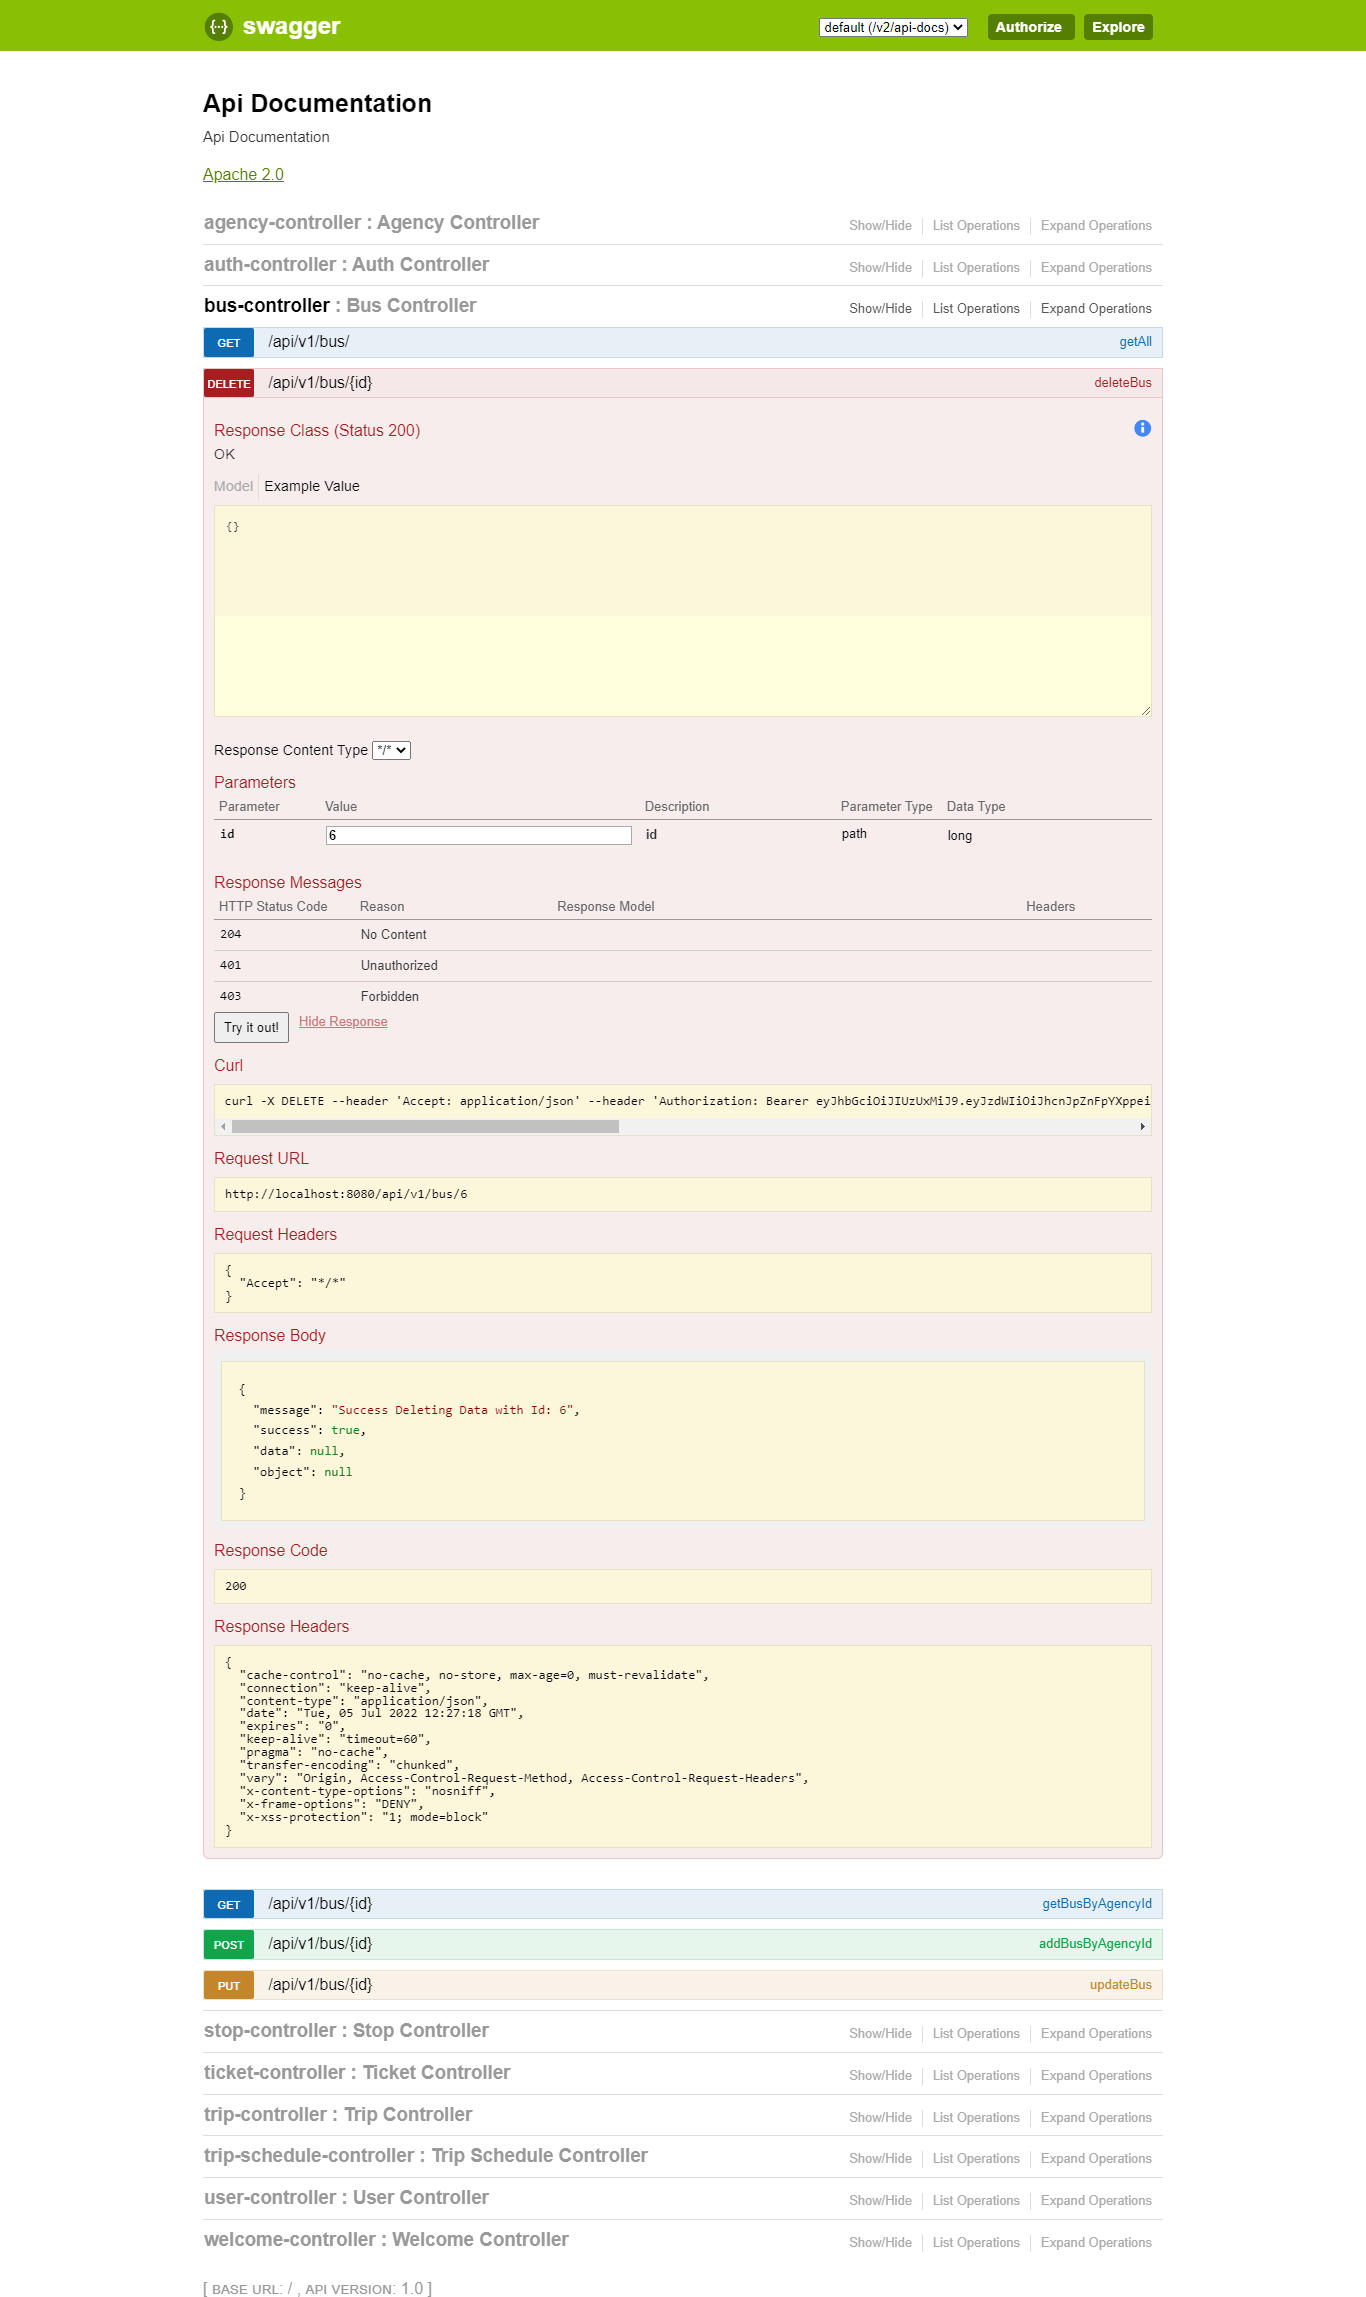 swagger
default (/v2/api-docs)
Authorize
Explore
Api Documentation
Api Documentation
Apache 2.0
agency-controller : Agency Controller Show/Hide List Operations Expand Operations
auth-controller : Auth Controller Show/Hide List Operations Expand Operations
bus-controller : Bus Controller Show/Hide List Operations Expand Operations
GET /api/v1/bus/ getAll
DELETE /api/v1/bus/{id} deleteBus
Response Class (Status 200)
OK
Model Example Value
{}
Response Content Type */*
Parameters
Parameter Value Description Parameter Type Data Type
id 6 id path long
Response Messages
HTTP Status Code Reason Response Model Headers
204 No Content
401 Unauthorized
403 Forbidden
Try it out! Hide Response
Curl
curl -X DELETE --header 'Accept: application/json' --header 'Authorization: Bearer eyJhbGciOiJIUzUxMiJ9.eyJzdWIiOiJhcnJpZnFpYXppei
Request URL
http://localhost:8080/api/v1/bus/6
Request Headers
{
"Accept": "*/*"
}
Response Body
{
"message": "Success Deleting Data with Id: 6",
"success": true,
"data": null,
"object": null
}
Response Code
200
Response Headers
{
"cache-control": "no-cache, no-store, max-age=0, must-revalidate",
"connection": "keep-alive",
"content-type": "application/json",
"date": "Tue, 05 Jul 2022 12:27:18 GMT",
"expires": "0",
"keep-alive": "timeout=60",
"pragma": "no-cache",
"transfer-encoding": "chunked",
"vary": "Origin, Access-Control-Request-Method, Access-Control-Request-Headers",
"x-content-type-options": "nosniff",
"x-frame-options": "DENY",
"x-xss-protection": "1; mode=block"
}
GET /api/v1/bus/{id} getBusByAgencyId
POST /api/v1/bus/{id} addBusByAgencyId
PUT /api/v1/bus/{id} updateBus
stop-controller : Stop Controller Show/Hide List Operations Expand Operations
ticket-controller : Ticket Controller Show/Hide List Operations Expand Operations
trip-controller : Trip Controller Show/Hide List Operations Expand Operations
trip-schedule-controller : Trip Schedule Controller Show/Hide List Operations Expand Operations
user-controller : User Controller Show/Hide List Operations Expand Operations
welcome-controller : Welcome Controller Show/Hide List Operations Expand Operations
[ BASE URL: / , API VERSION: 1.0 ]